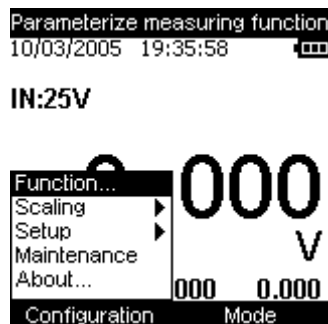 Parameterize measuring function
10/03/2005 19:35:58
IN:25V
Function...
Scaling
Setup
Maintenance
About...
000
V
000 0.000
Configuration Mode